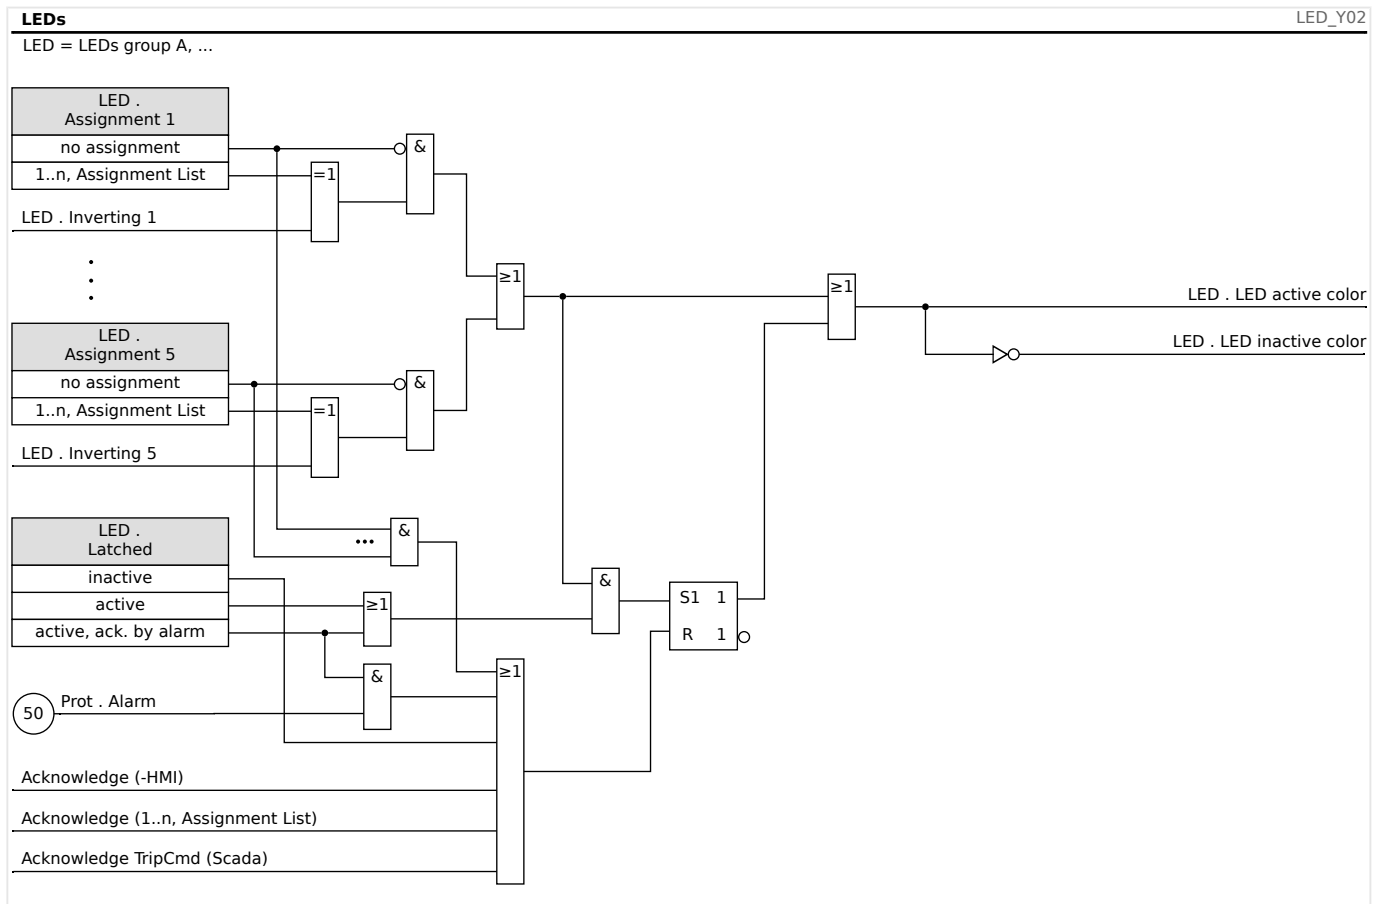 LEDs
LED_Y02
LED = LEDs group A, ...
LED .
Assignment 1
no assignment
1..n, Assignment List
LED . Inverting 1
=1
&
≥1
≥1
LED . LED active color
LED . LED inactive color
LED .
Assignment 5
no assignment
1..n, Assignment List
LED . Inverting 5
=1
&
LED .
Latched
inactive
active
active, ack. by alarm
&
≥1
&
&
S1 1
R 1
50
Prot . Alarm
≥1
Acknowledge (-HMI)
Acknowledge (1..n, Assignment List)
Acknowledge TripCmd (Scada)